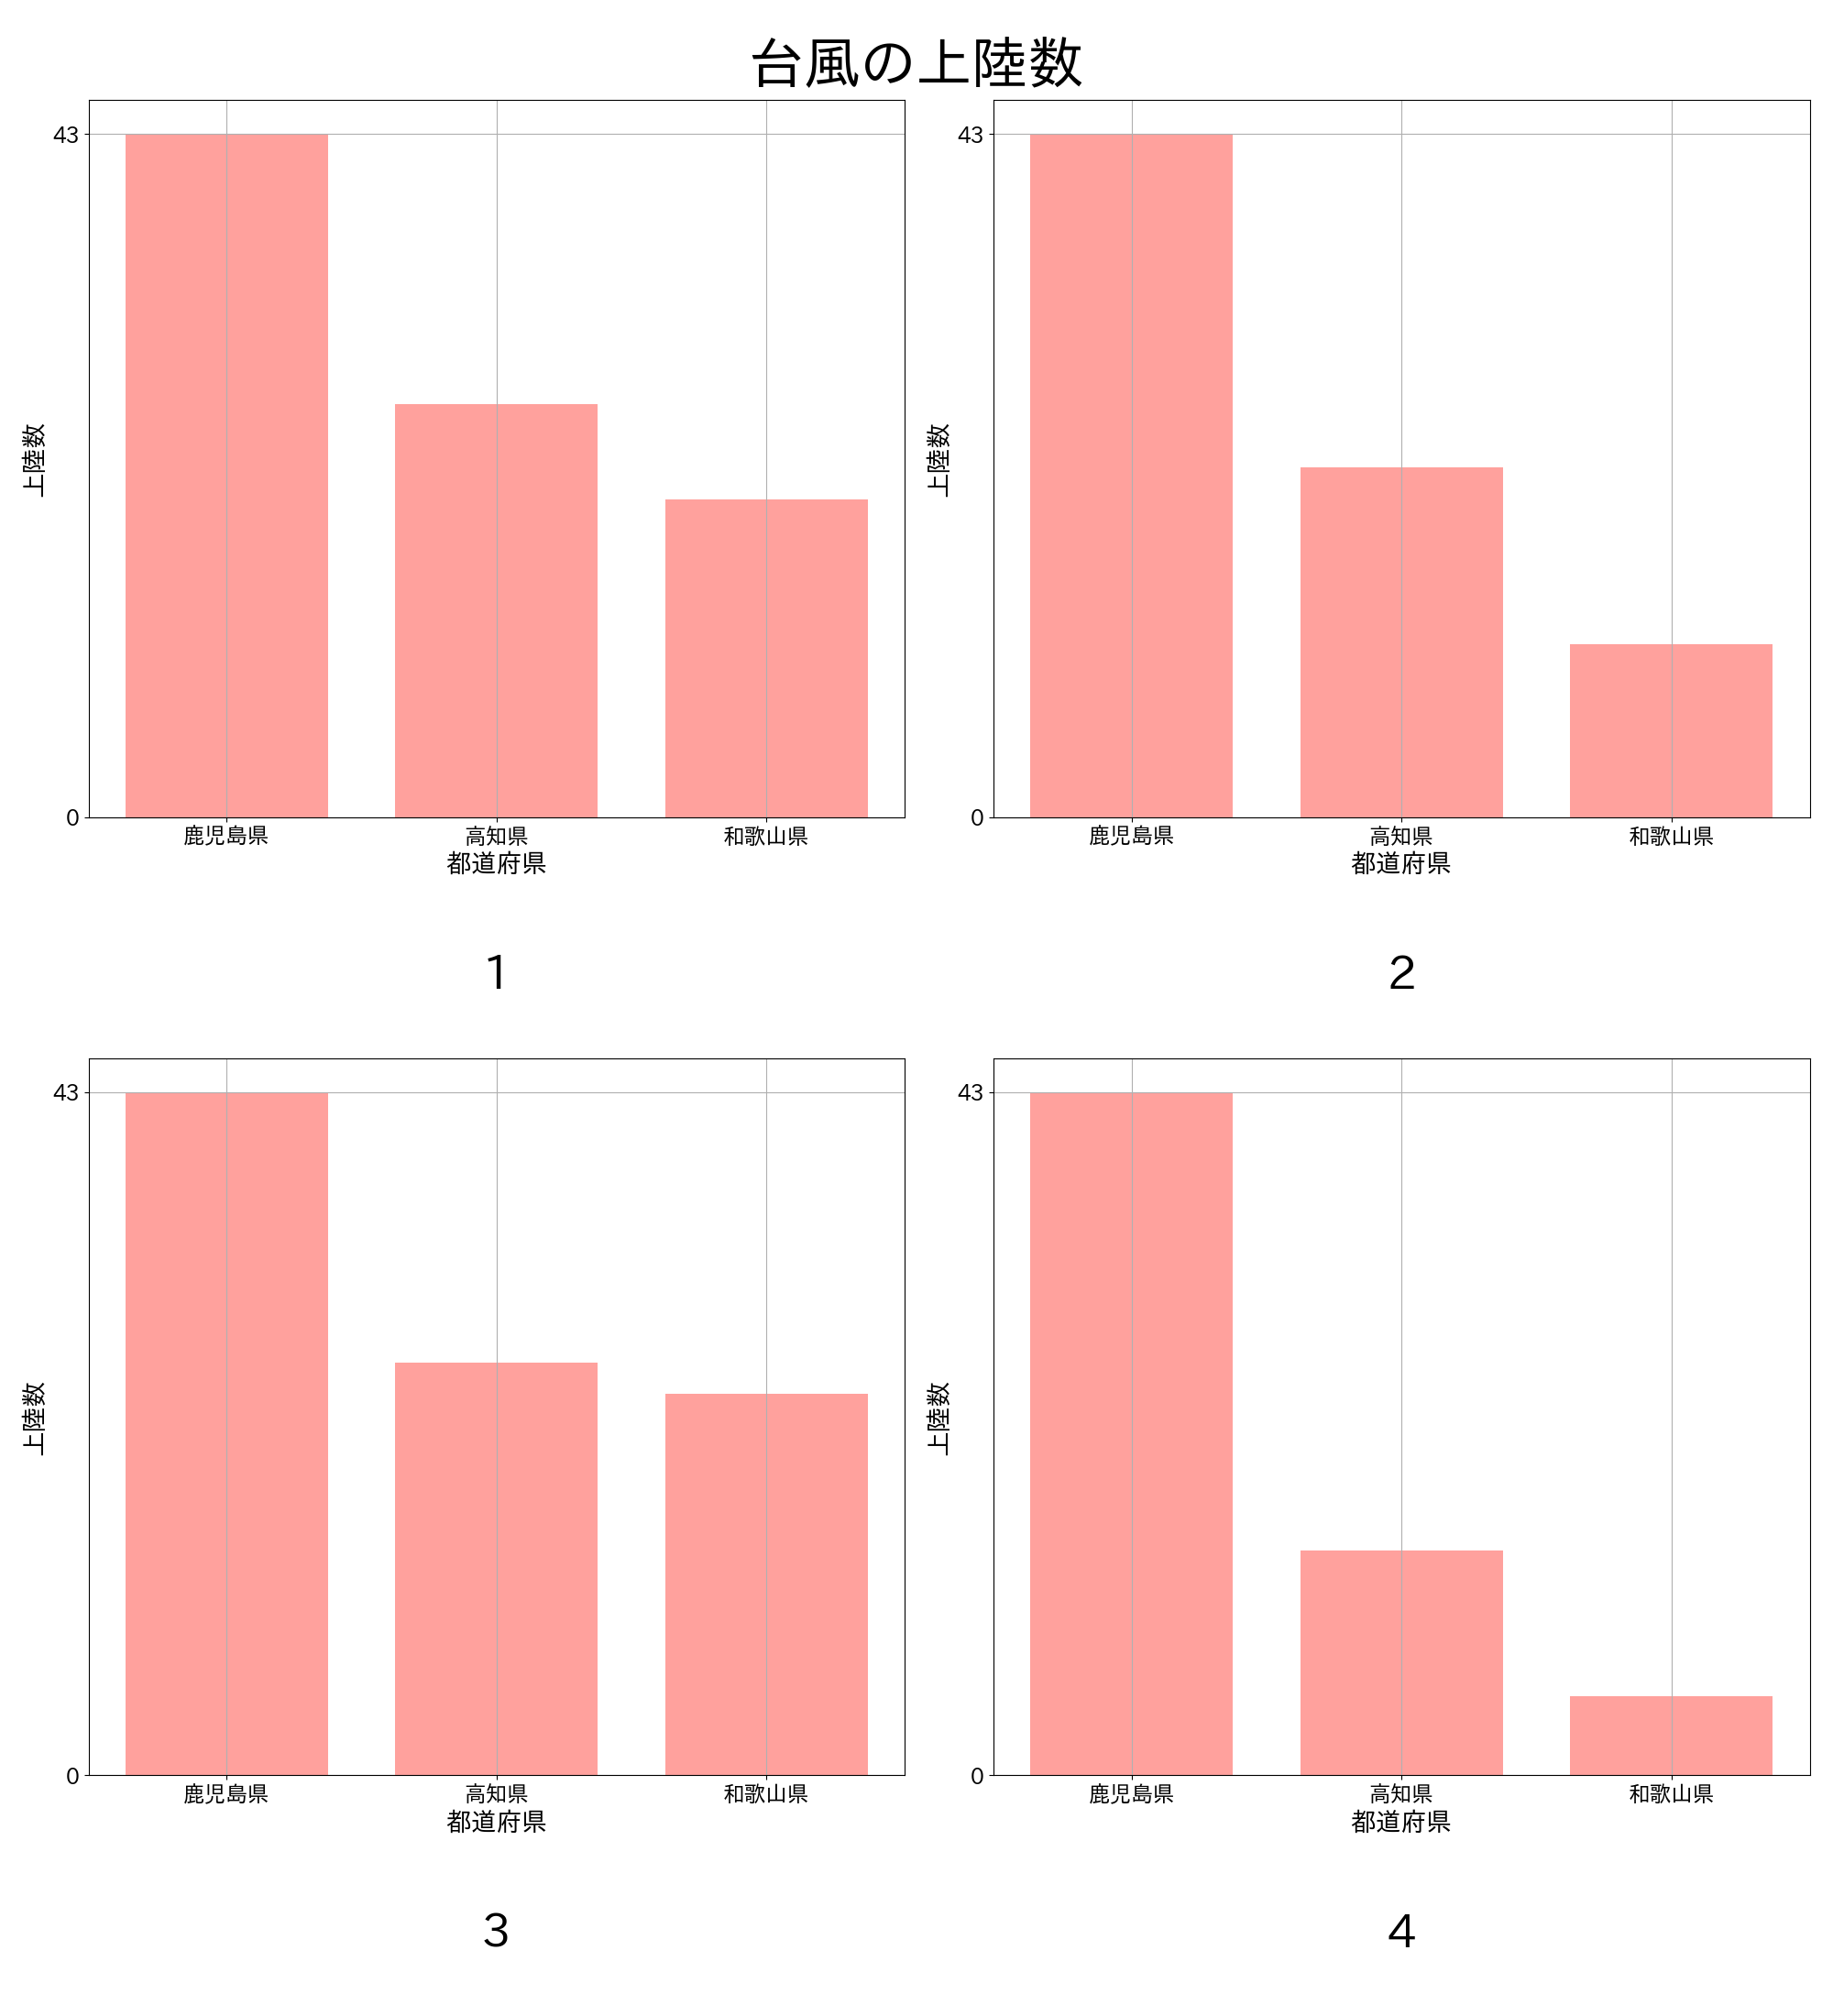 台風の上陸数
43
0
上陸数
鹿児島県 高知県 和歌山県
都道府県
1
43
0
上陸数
鹿児島県 高知県 和歌山県
都道府県
2
43
0
上陸数
鹿児島県 高知県 和歌山県
都道府県
3
43
0
上陸数
鹿児島県 高知県 和歌山県
都道府県
4